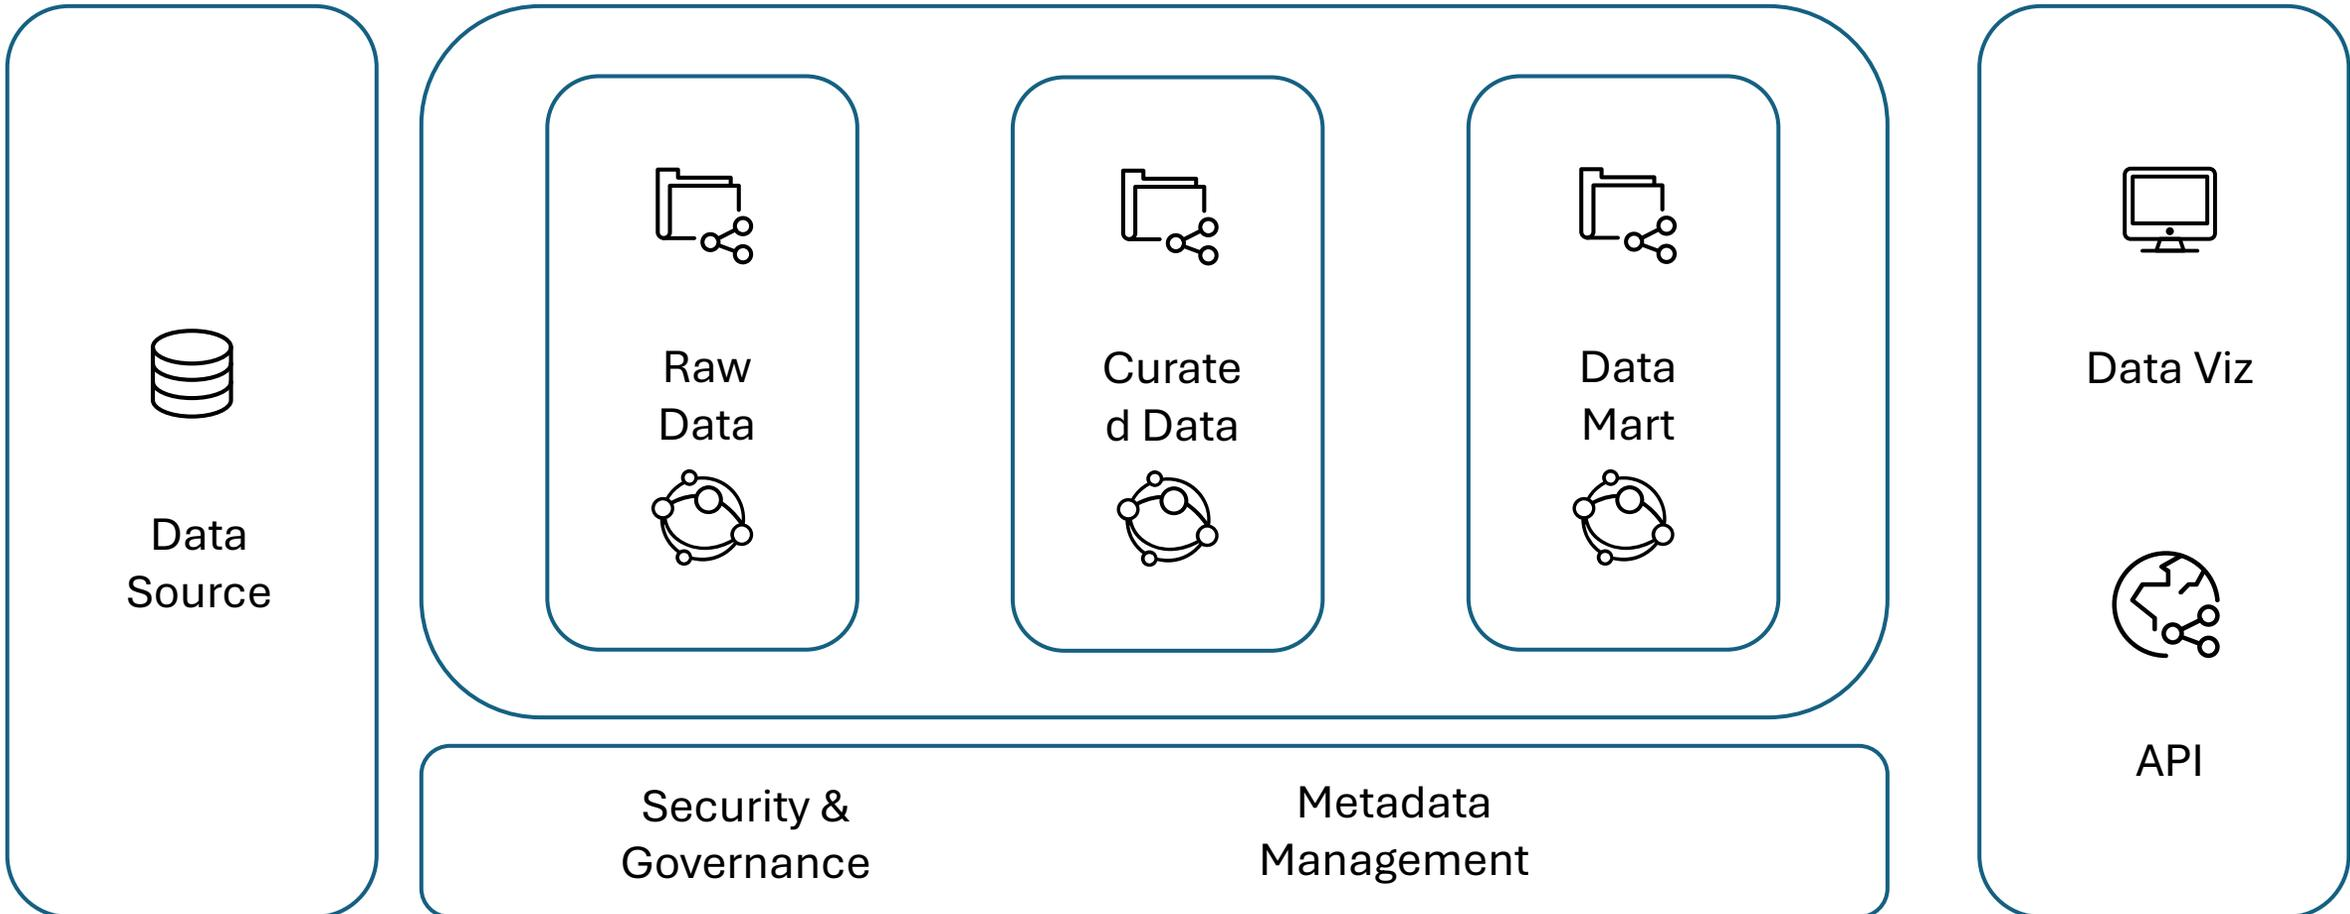 Data
Source
Raw
Data
Curate
d Data
Data
Mart
Data Viz
API
Security &
Governance
Metadata
Management